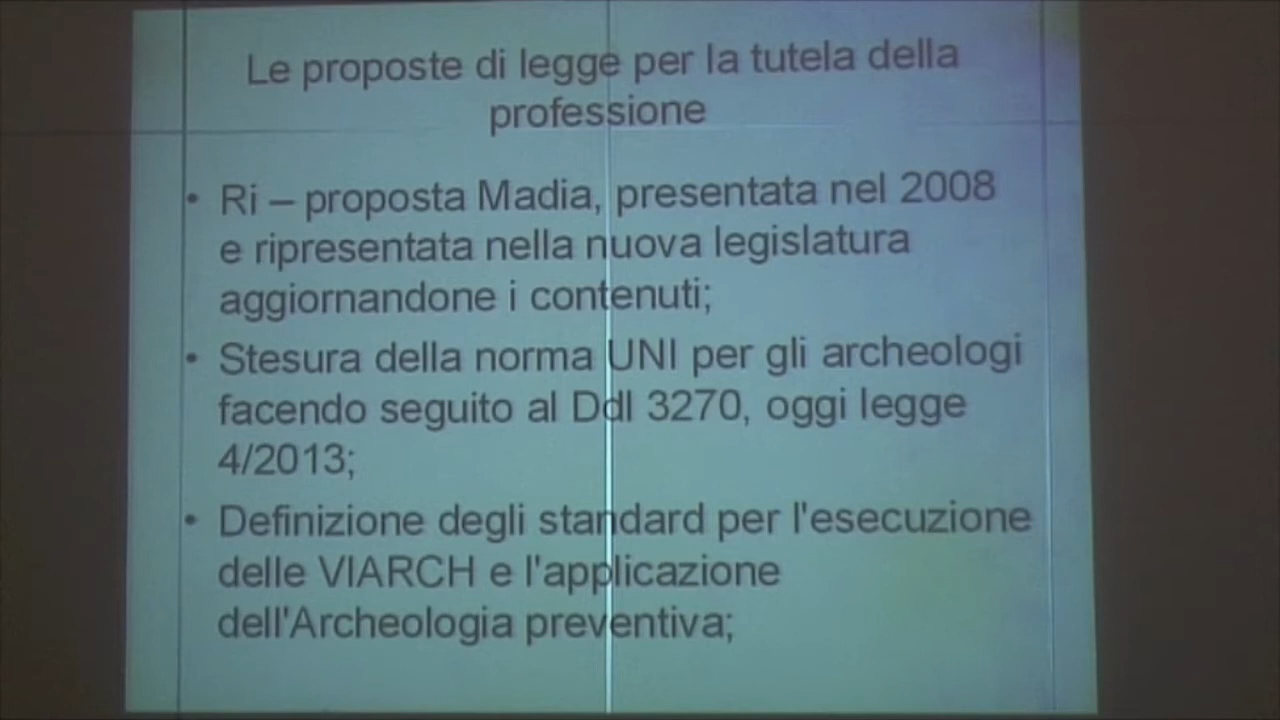 Le proposte di legge per la tutela della
professione
• Ri – proposta Madia, presentata nel 2008
e ripresentata nella nuova legislatura
aggiornandone i contenuti;
• Stesura della norma UNI per gli archeologi
facendo seguito al Ddl 3270, oggi legge
4/2013;
• Definizione degli standard per l'esecuzione
delle VIARCH e l'applicazione
dell'Archeologia preventiva;